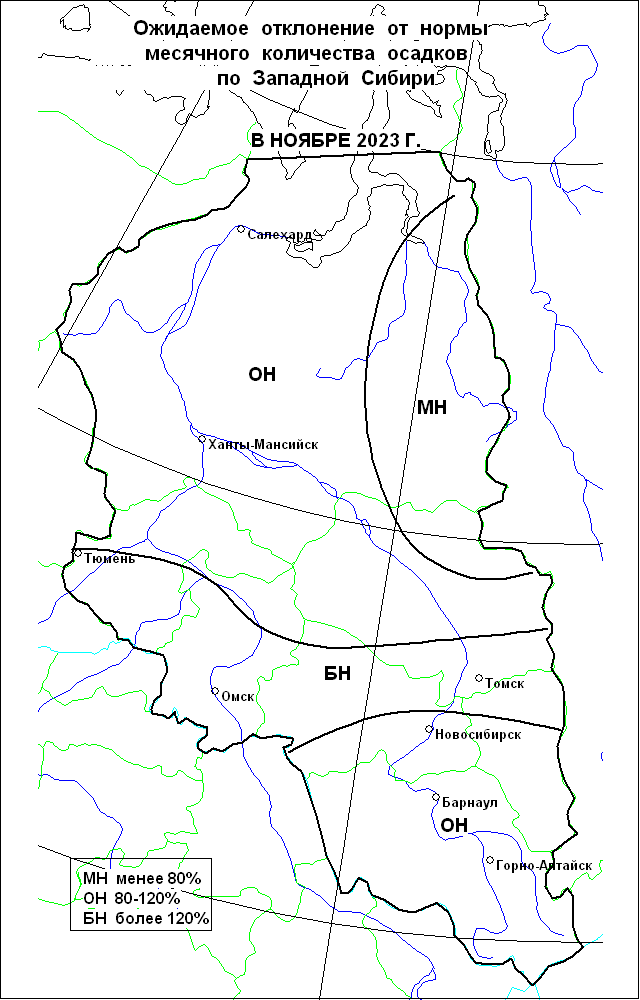 Ожидаемое отклонение от нормы
месячного количества осадков
по Западной Сибири
В НОЯБРЕ 2023 Г.
Салехард
ОН
МН
Ханты-Мансийск
Тюмень
БН
Томск
Омск
Новосибирск
Барнаул
ОН
Горно-Алтайск
МН менее 80%
ОН 80-120%
БН более 120%